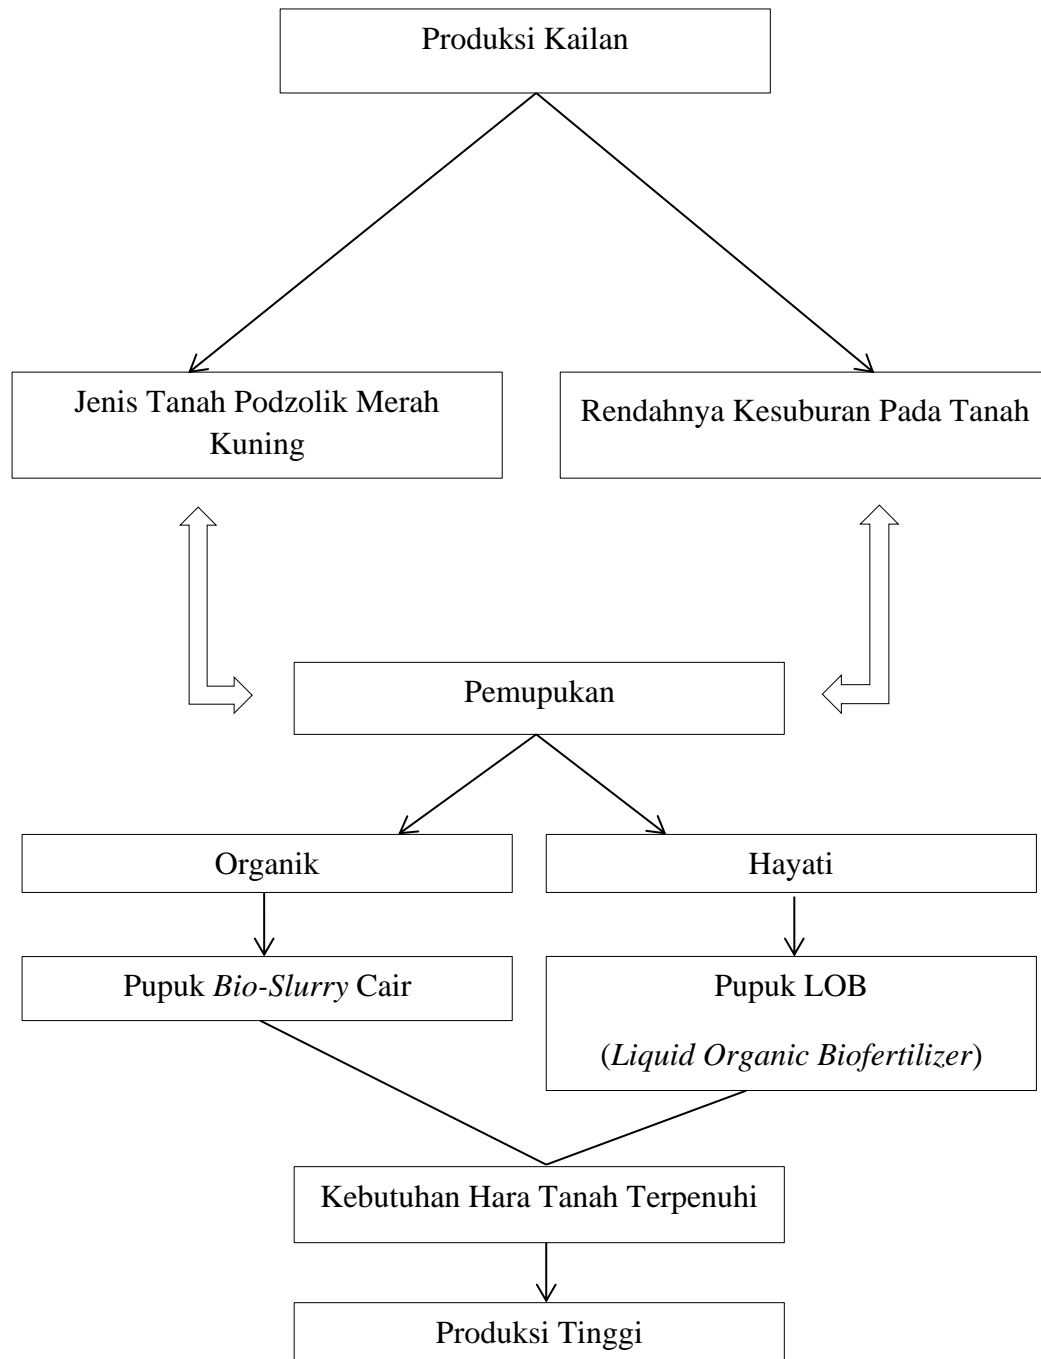 Produksi Kailan
Jenis Tanah Podzolik Merah
Kuning
Rendahnya Kesuburan Pada Tanah
Pemupukan
Organik
Hayati
Pupuk Bio-Slurry Cair
Pupuk LOB
(Liquid Organic Biofertilizer)
Kebutuhan Hara Tanah Terpenuhi
Produksi Tinggi